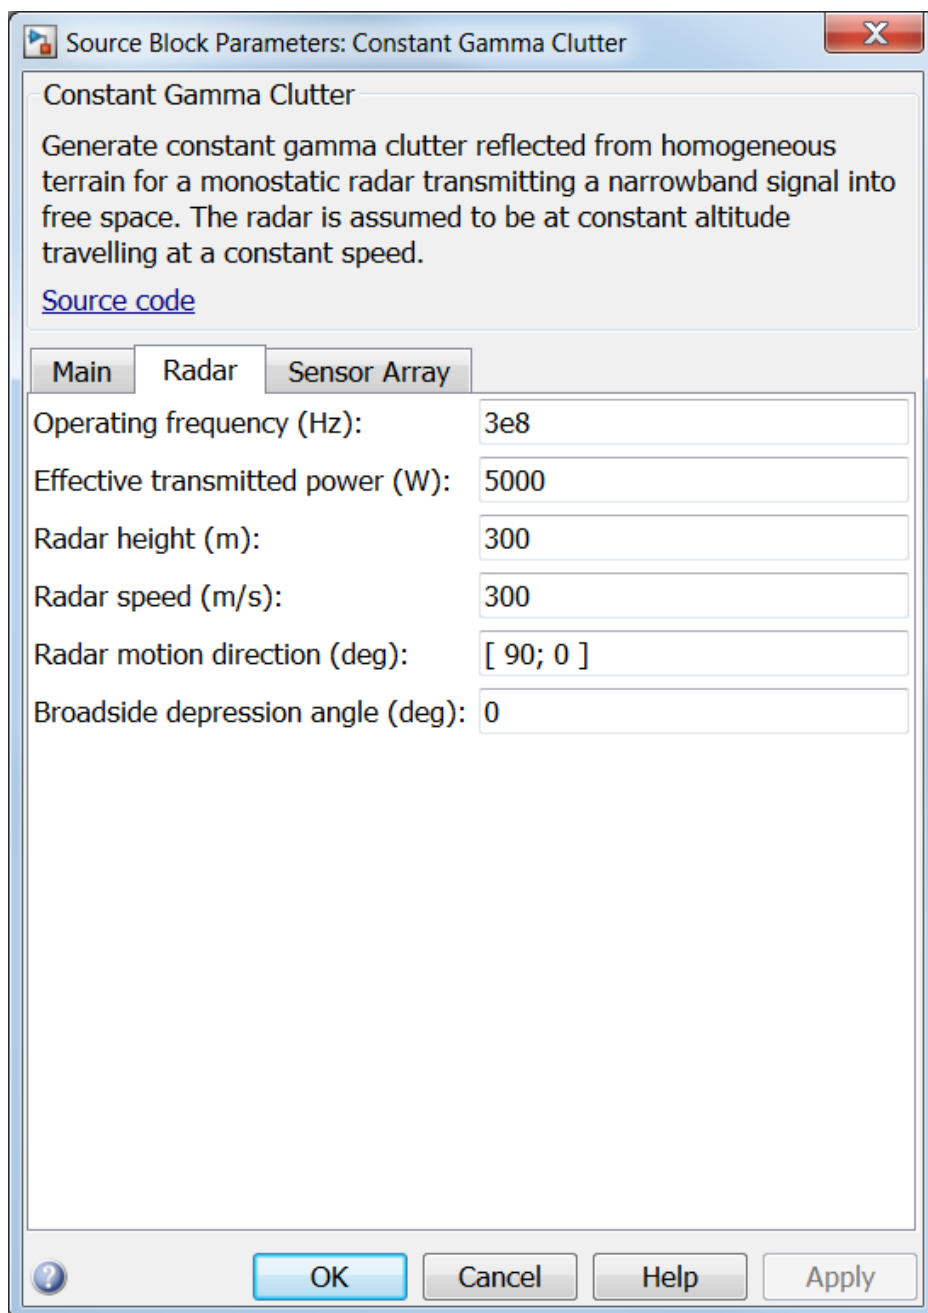 Source Block Parameters: Constant Gamma Clutter
Constant Gamma Clutter
Generate constant gamma clutter reflected from homogeneous
terrain for a monostatic radar transmitting a narrowband signal into
free space. The radar is assumed to be at constant altitude
travelling at a constant speed.
Source code
Main Radar Sensor Array
Operating frequency (Hz): 3e8
Effective transmitted power (W): 5000
Radar height (m): 300
Radar speed (m/s): 300
Radar motion direction (deg): [ 90; 0 ]
Broadside depression angle (deg): 0
OK Cancel Help Apply